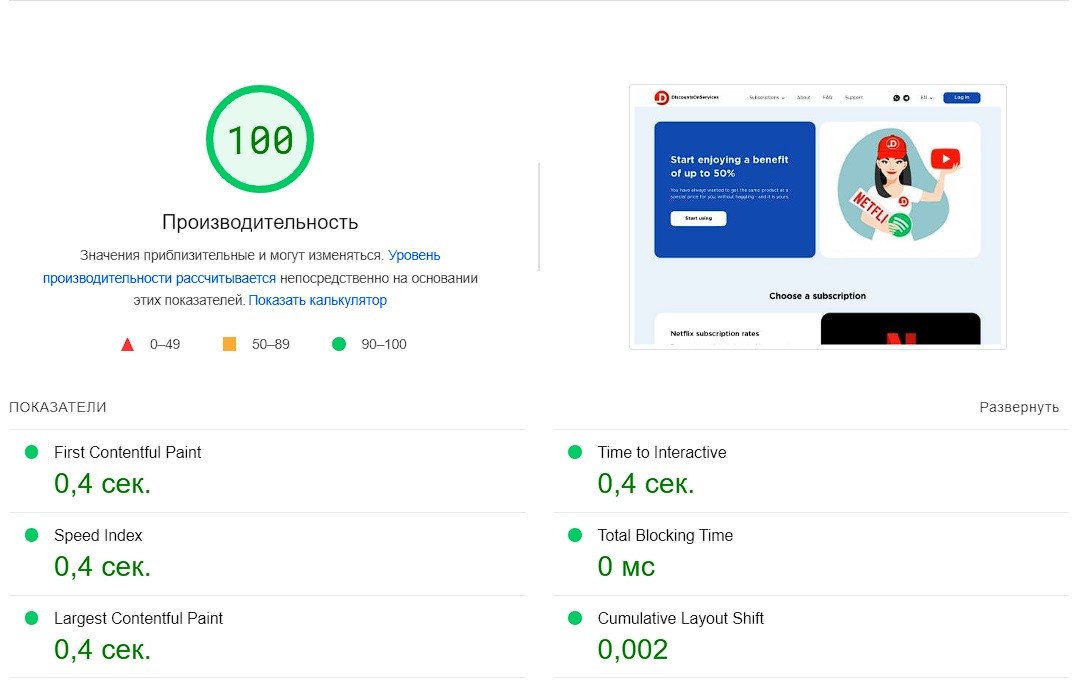 100
Производительность
Значения приблизительные и могут изменяться. Уровень
производительности рассчитывается непосредственно на основании
этих показателей. Показать калькулятор
0–49 50–89 90–100
DiscountsOnServices Subscriptions About FAQ Support EN Log in
Start enjoying a benefit
of up to 50%
You have always wanted to get the same product at a
special price for you without haggling - and it is yours.
Start using
NETFLI
Choose a subscription
Netflix subscription rates
ПОКАЗАТЕЛИ Развернуть
First Contentful Paint
0,4 сек.
Time to Interactive
0,4 сек.
Speed Index
0,4 сек.
Total Blocking Time
0 мс
Largest Contentful Paint
0,4 сек.
Cumulative Layout Shift
0,002